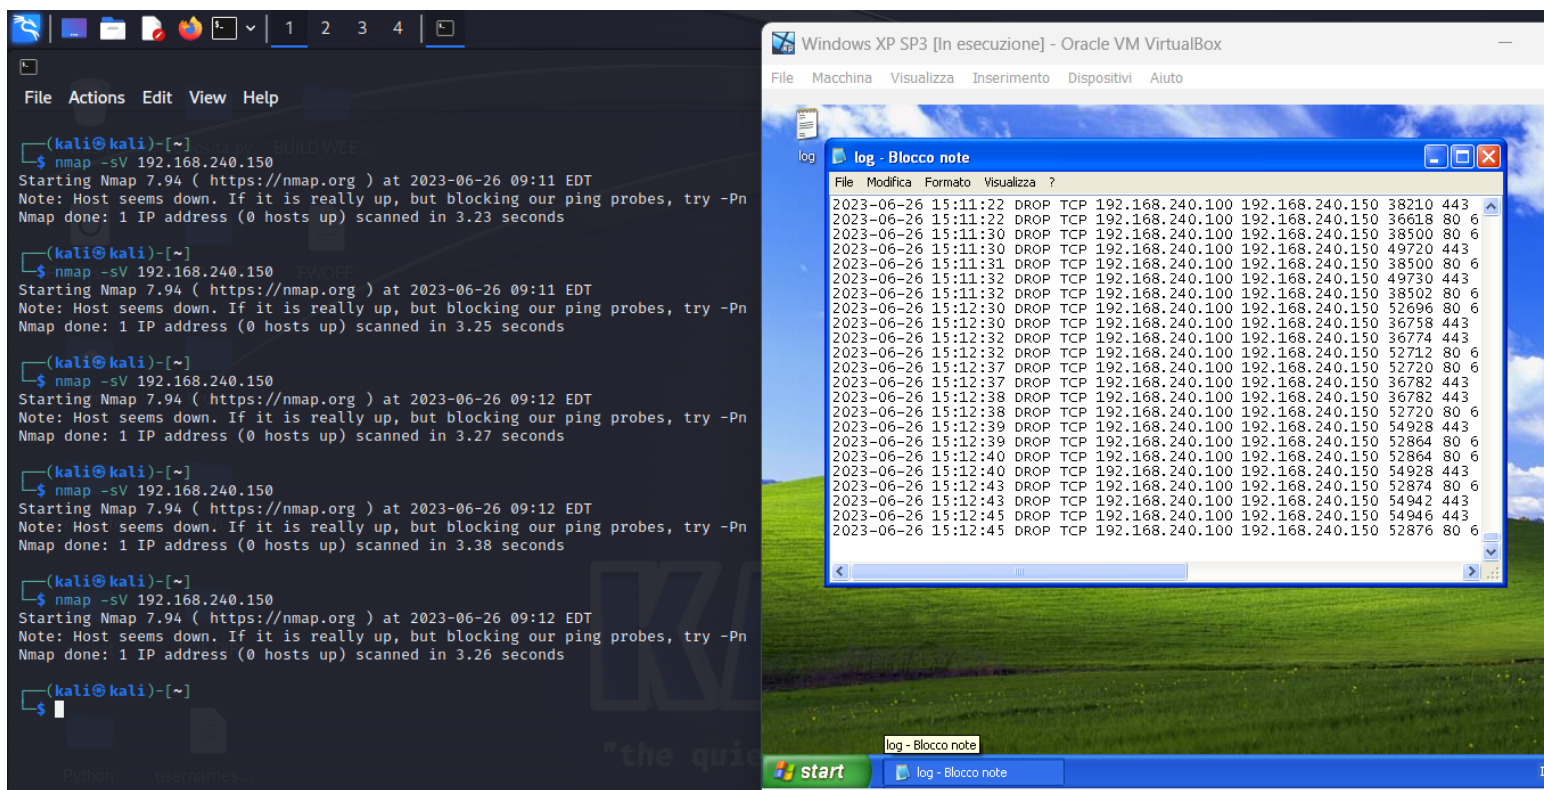 1 2 3 4
File Actions Edit View Help
(kali㉿kali)-[~]
$ nmap -sV 192.168.240.150
Starting Nmap 7.94 ( https://nmap.org ) at 2023-06-26 09:11 EDT
Note: Host seems down. If it is really up, but blocking our ping probes, try -Pn
Nmap done: 1 IP address (0 hosts up) scanned in 3.23 seconds
(kali㉿kali)-[~]
$ nmap -sV 192.168.240.150
Starting Nmap 7.94 ( https://nmap.org ) at 2023-06-26 09:11 EDT
Note: Host seems down. If it is really up, but blocking our ping probes, try -Pn
Nmap done: 1 IP address (0 hosts up) scanned in 3.25 seconds
(kali㉿kali)-[~]
$ nmap -sV 192.168.240.150
Starting Nmap 7.94 ( https://nmap.org ) at 2023-06-26 09:12 EDT
Note: Host seems down. If it is really up, but blocking our ping probes, try -Pn
Nmap done: 1 IP address (0 hosts up) scanned in 3.27 seconds
(kali㉿kali)-[~]
$ nmap -sV 192.168.240.150
Starting Nmap 7.94 ( https://nmap.org ) at 2023-06-26 09:12 EDT
Note: Host seems down. If it is really up, but blocking our ping probes, try -Pn
Nmap done: 1 IP address (0 hosts up) scanned in 3.38 seconds
(kali㉿kali)-[~]
$ nmap -sV 192.168.240.150
Starting Nmap 7.94 ( https://nmap.org ) at 2023-06-26 09:12 EDT
Note: Host seems down. If it is really up, but blocking our ping probes, try -Pn
Nmap done: 1 IP address (0 hosts up) scanned in 3.26 seconds
(kali㉿kali)-[~]
$
BUILD WEE...
FWOFF
"the quie
Python usernames...
Windows XP SP3 [In esecuzione] - Oracle VM VirtualBox
File Macchina Visualizza Inserimento Dispositivi Aiuto
log
log - Blocco note
File Modifica Formato Visualizza ?
2023-06-26 15:11:22 DROP TCP 192.168.240.100 192.168.240.150 38210 443
2023-06-26 15:11:22 DROP TCP 192.168.240.100 192.168.240.150 36618 80 6
2023-06-26 15:11:30 DROP TCP 192.168.240.100 192.168.240.150 38500 80 6
2023-06-26 15:11:30 DROP TCP 192.168.240.100 192.168.240.150 49720 443
2023-06-26 15:11:31 DROP TCP 192.168.240.100 192.168.240.150 38500 80 6
2023-06-26 15:11:32 DROP TCP 192.168.240.100 192.168.240.150 49730 443
2023-06-26 15:11:32 DROP TCP 192.168.240.100 192.168.240.150 38502 80 6
2023-06-26 15:12:30 DROP TCP 192.168.240.100 192.168.240.150 52696 80 6
2023-06-26 15:12:30 DROP TCP 192.168.240.100 192.168.240.150 36758 443
2023-06-26 15:12:32 DROP TCP 192.168.240.100 192.168.240.150 36774 443
2023-06-26 15:12:32 DROP TCP 192.168.240.100 192.168.240.150 52712 80 6
2023-06-26 15:12:37 DROP TCP 192.168.240.100 192.168.240.150 52720 80 6
2023-06-26 15:12:37 DROP TCP 192.168.240.100 192.168.240.150 36782 443
2023-06-26 15:12:38 DROP TCP 192.168.240.100 192.168.240.150 36782 443
2023-06-26 15:12:38 DROP TCP 192.168.240.100 192.168.240.150 52720 80 6
2023-06-26 15:12:39 DROP TCP 192.168.240.100 192.168.240.150 54928 443
2023-06-26 15:12:39 DROP TCP 192.168.240.100 192.168.240.150 52864 80 6
2023-06-26 15:12:40 DROP TCP 192.168.240.100 192.168.240.150 52864 80 6
2023-06-26 15:12:40 DROP TCP 192.168.240.100 192.168.240.150 54928 443
2023-06-26 15:12:43 DROP TCP 192.168.240.100 192.168.240.150 52874 80 6
2023-06-26 15:12:43 DROP TCP 192.168.240.100 192.168.240.150 54942 443
2023-06-26 15:12:45 DROP TCP 192.168.240.100 192.168.240.150 54946 443
2023-06-26 15:12:45 DROP TCP 192.168.240.100 192.168.240.150 52876 80 6
log - Blocco note
start
log - Blocco note